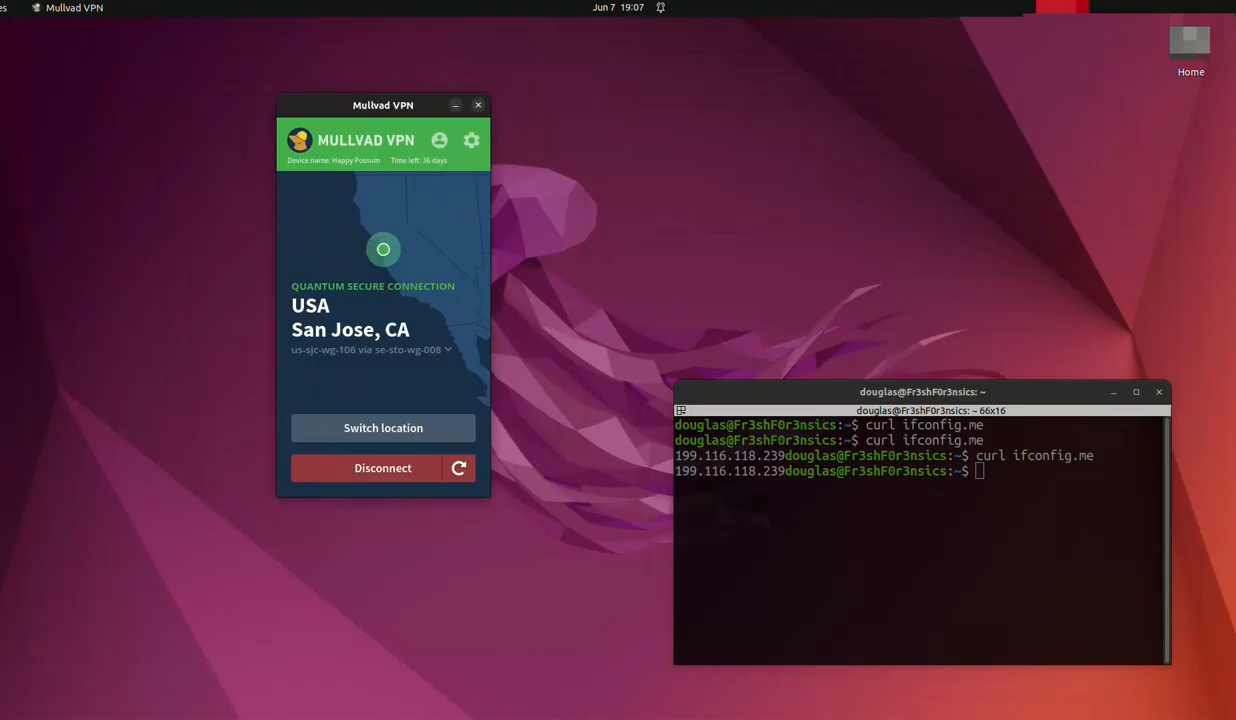 es Mullvad VPN Jun 7 19:07
Home
Mullvad VPN
MULLVAD VPN
Device name: Happy Possum Time left: 36 days
QUANTUM SECURE CONNECTION
USA
San Jose, CA
us-sjc-wg-106 via se-sto-wg-008
Switch location
Disconnect
douglas@Fr3shF0r3nsics: ~
douglas@Fr3shF0r3nsics: ~ 66x16
douglas@Fr3shF0r3nsics:~$ curl ifconfig.me
douglas@Fr3shF0r3nsics:~$ curl ifconfig.me
199.116.118.239douglas@Fr3shF0r3nsics:~$ curl ifconfig.me
199.116.118.239douglas@Fr3shF0r3nsics:~$